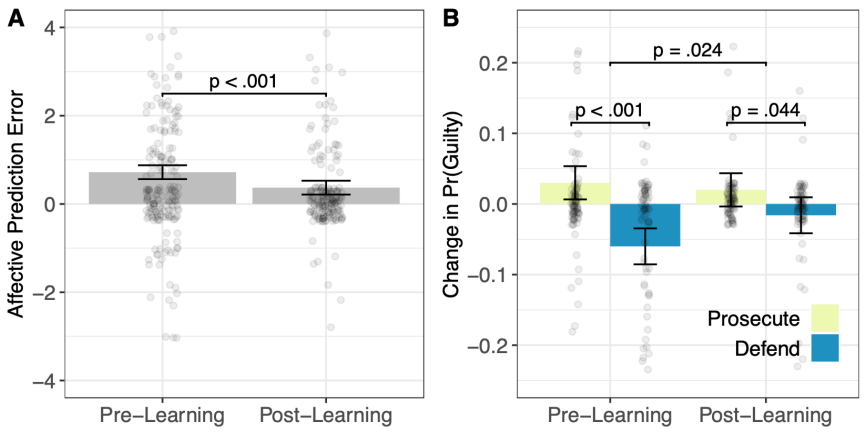 A
Affective Prediction Error
4
2
0
−2
−4
p < .001
Pre−Learning
Post−Learning
B
Change in Pr(Guilty)
0.2
0.1
0.0
−0.1
−0.2
p = .024
p < .001
p = .044
Prosecute
Defend
Pre−Learning
Post−Learning